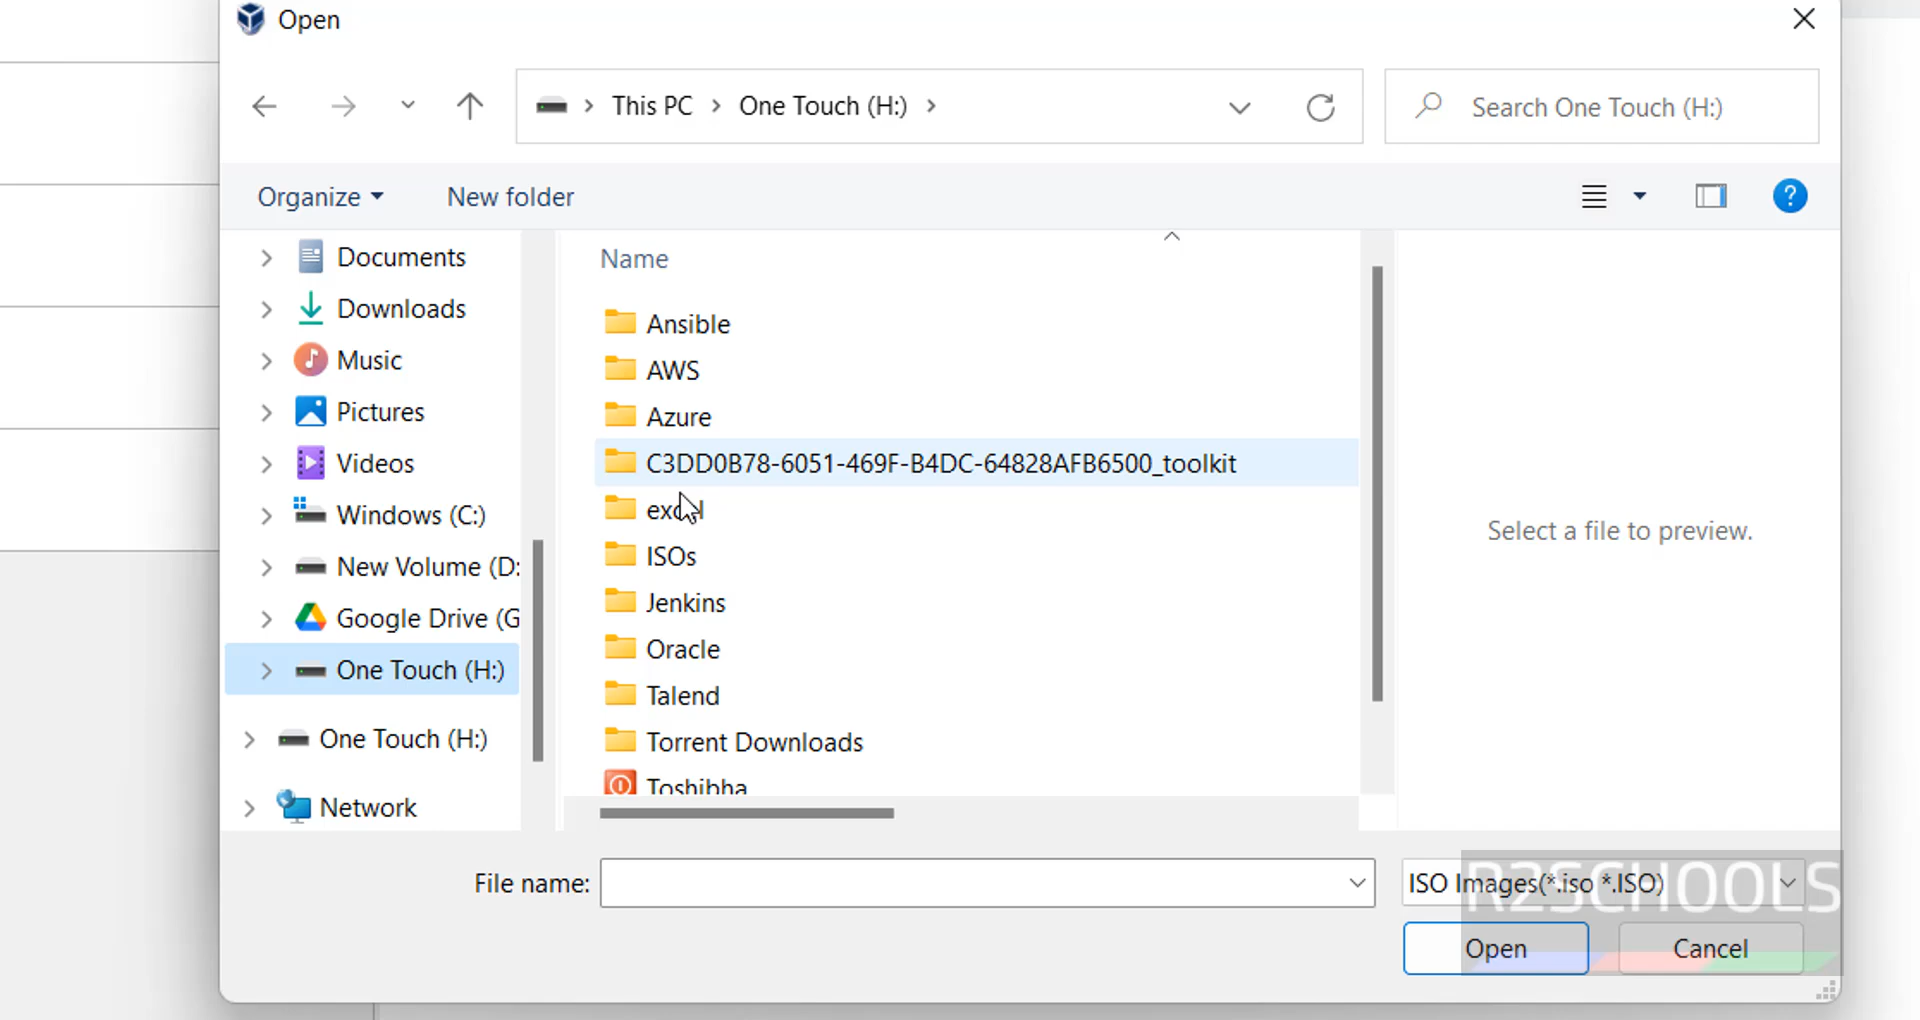 Open
This PC > One Touch (H:) >
Search One Touch (H:)
Organize
New folder
Documents
Downloads
Music
Pictures
Videos
Windows (C:)
New Volume (D:
Google Drive (G
One Touch (H:)
One Touch (H:)
Network
Name
Ansible
AWS
Azure
C3DD0B78-6051-469F-B4DC-64828AFB6500_toolkit
excel
ISOs
Jenkins
Oracle
Talend
Torrent Downloads
Toshibha
Select a file to preview.
File name:
ISO Images(*.iso *.ISO)
R2SCHOOLS
Open
Cancel